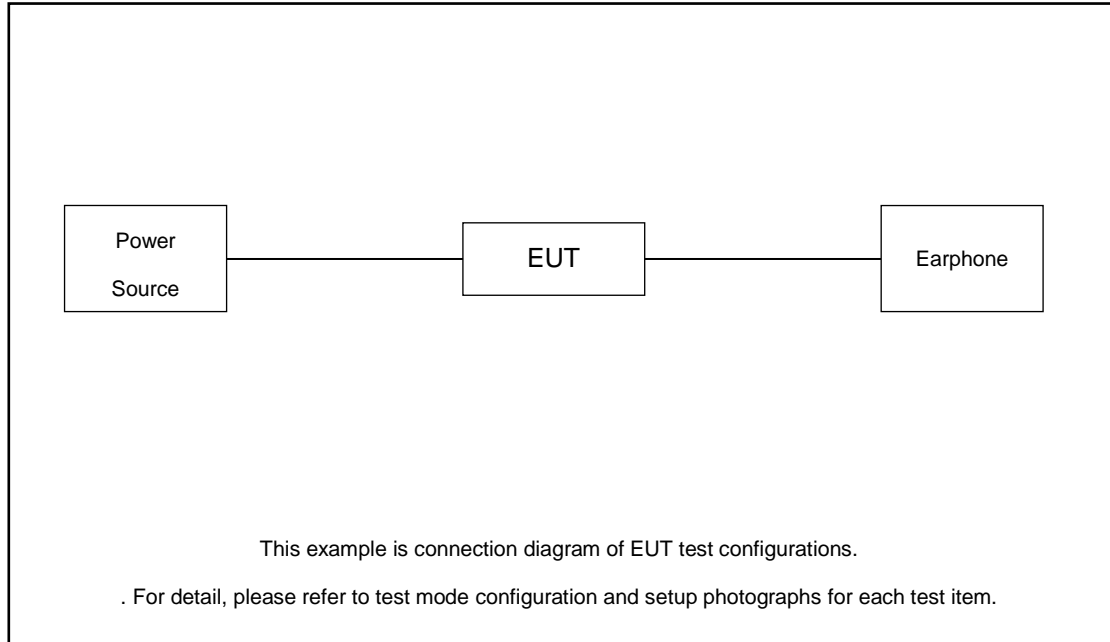 Power
Source
EUT
Earphone
This example is connection diagram of EUT test configurations.
. For detail, please refer to test mode configuration and setup photographs for each test item.